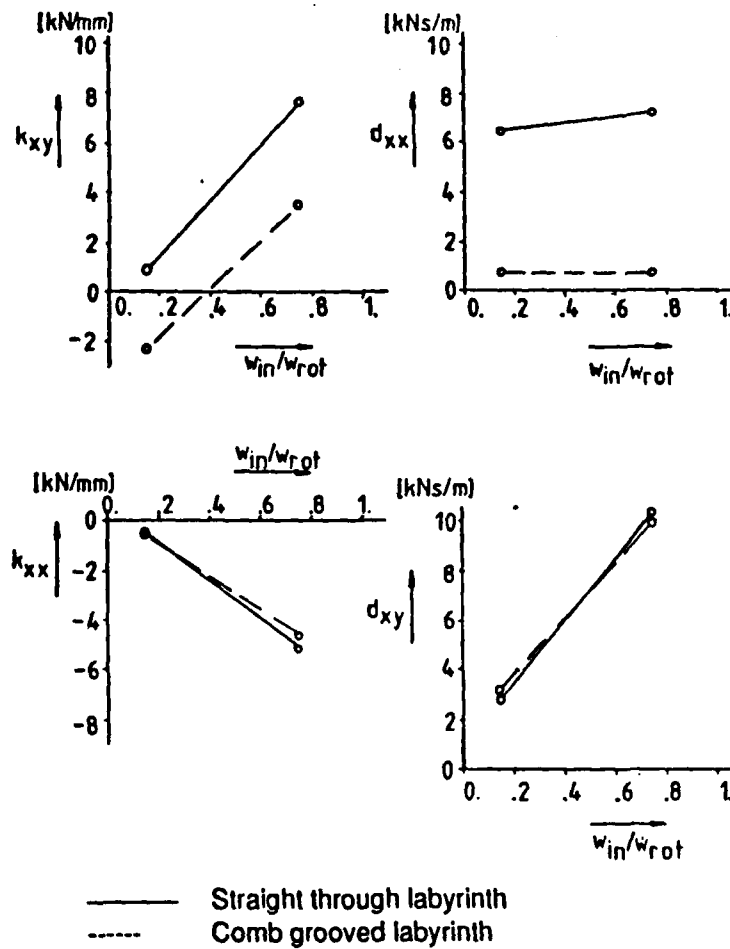 [kN/mm]
10
8
6
4
2
0
-2
k_xy
0. .2 .4 .6 .8 1.
w_in/w_rot
[kNs/m]
10
8
6
4
2
0
d_xx
0. .2 .4 .6 .8 1.
w_in/w_rot
w_in/w_rot
[kN/mm]
0. .2 .4 .6 .8 1.
0
-2
-4
-6
-8
k_xx
[kNs/m]
10
8
6
4
2
0
d_xy
0. .2 .4 .6 .8 1.
w_in/w_rot
Straight through labyrinth
Comb grooved labyrinth